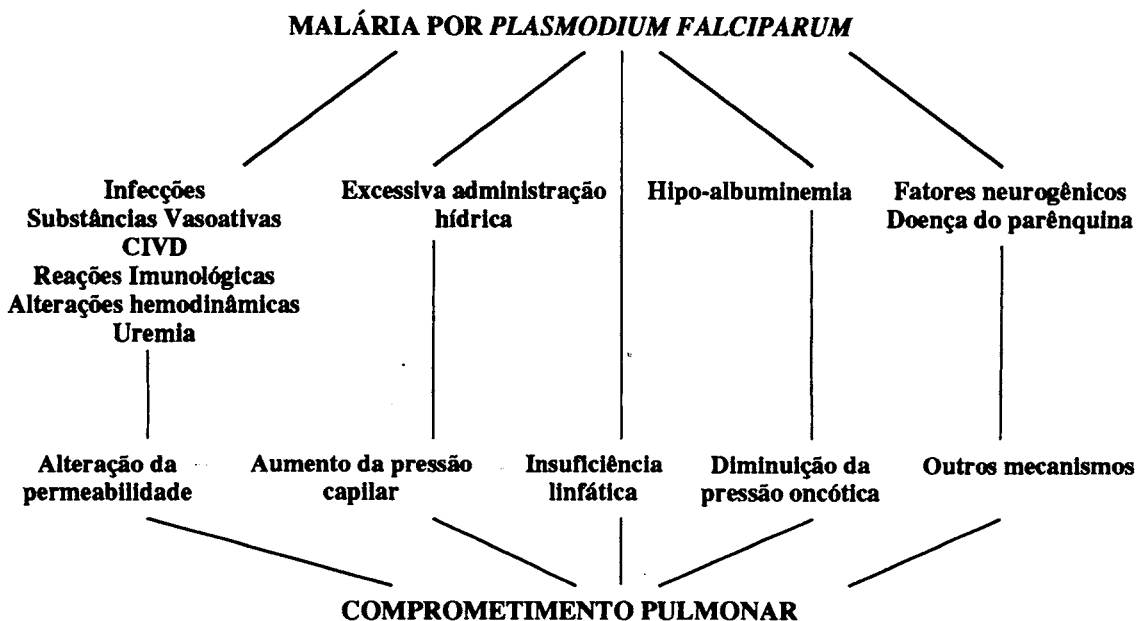 MALÁRIA POR PLASMODIUM FALCIPARUM
Infecções
Substâncias Vasoativas
CIVD
Reações Imunológicas
Alterações hemodinâmicas
Uremia
Excessiva administração
hídrica
Hipo-albuminemia
Fatores neurogênicos
Doença do parênquina
Alteração da
permeabilidade
Aumento da pressão
capilar
Insuficiência
linfática
Diminuição da
pressão oncótica
Outros mecanismos
COMPROMETIMENTO PULMONAR